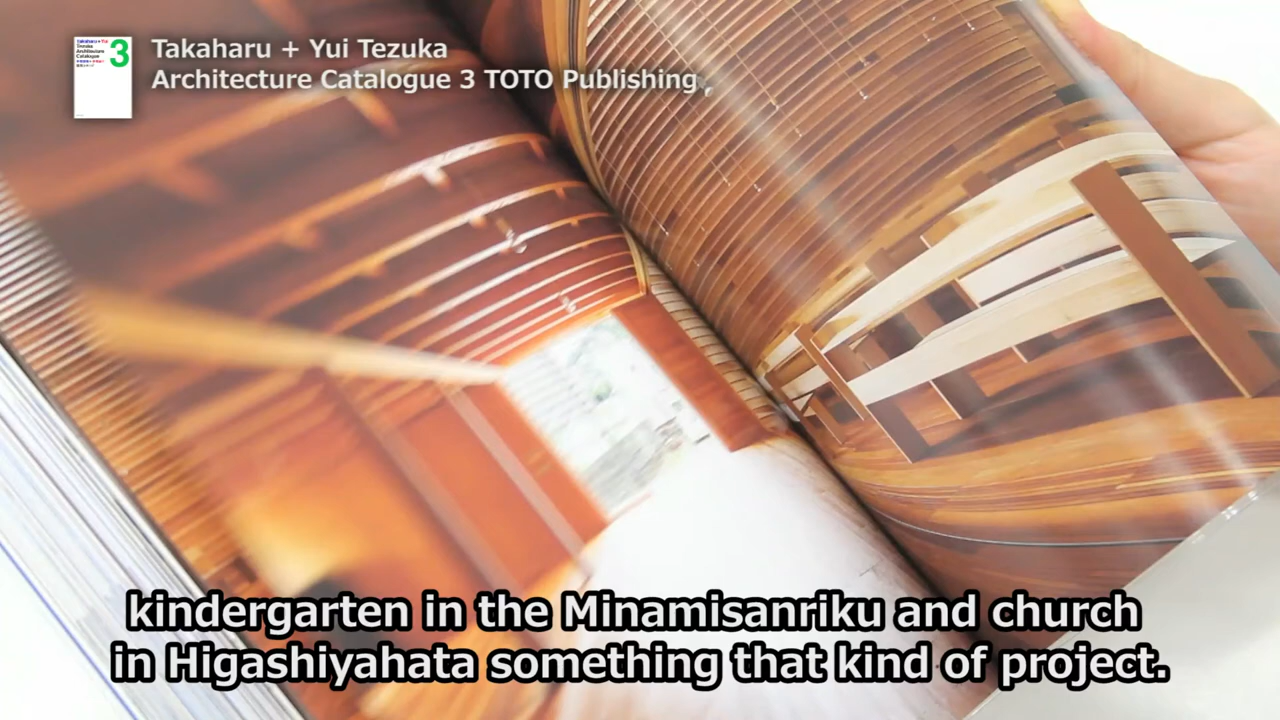 3
Takaharu + Yui Tezuka
Architecture Catalogue 3 TOTO Publishing,
kindergarten in the Minamisanriku and church
in Higashiyahata something that kind of project.